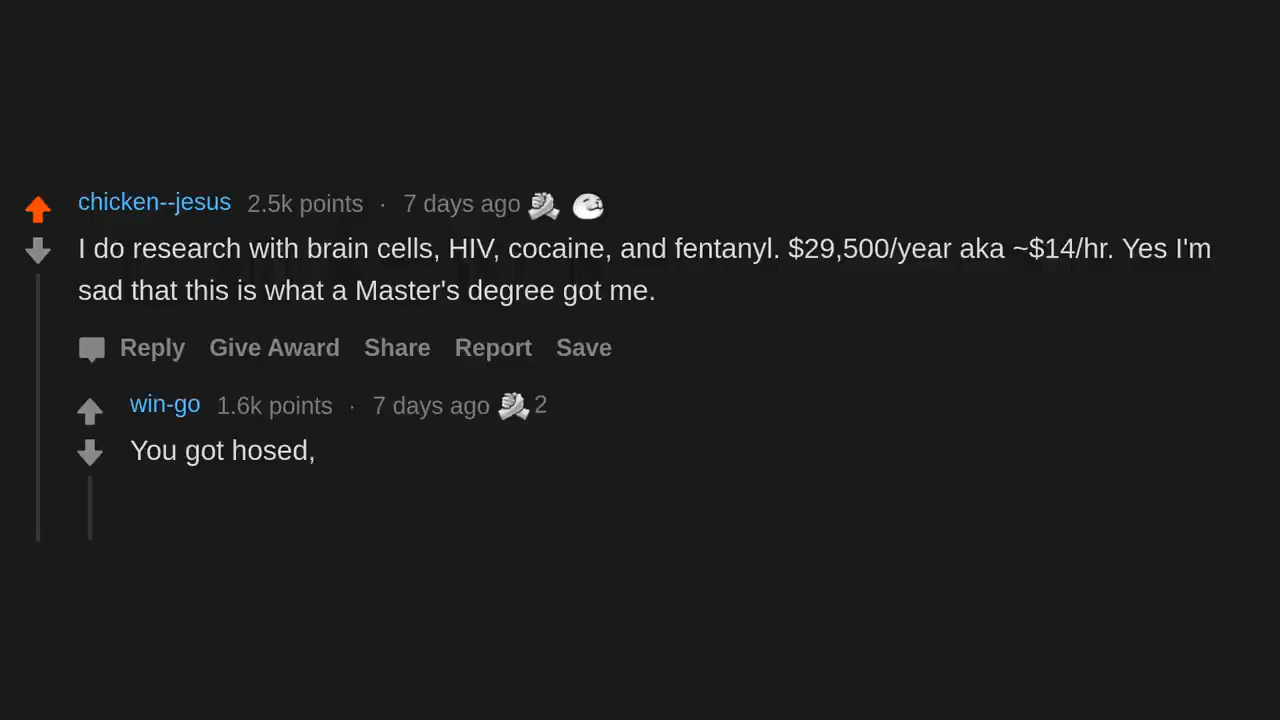 chicken--jesus 2.5k points · 7 days ago
I do research with brain cells, HIV, cocaine, and fentanyl. $29,500/year aka ~$14/hr. Yes I'm
sad that this is what a Master's degree got me.
Reply Give Award Share Report Save
win-go 1.6k points · 7 days ago 2
You got hosed,